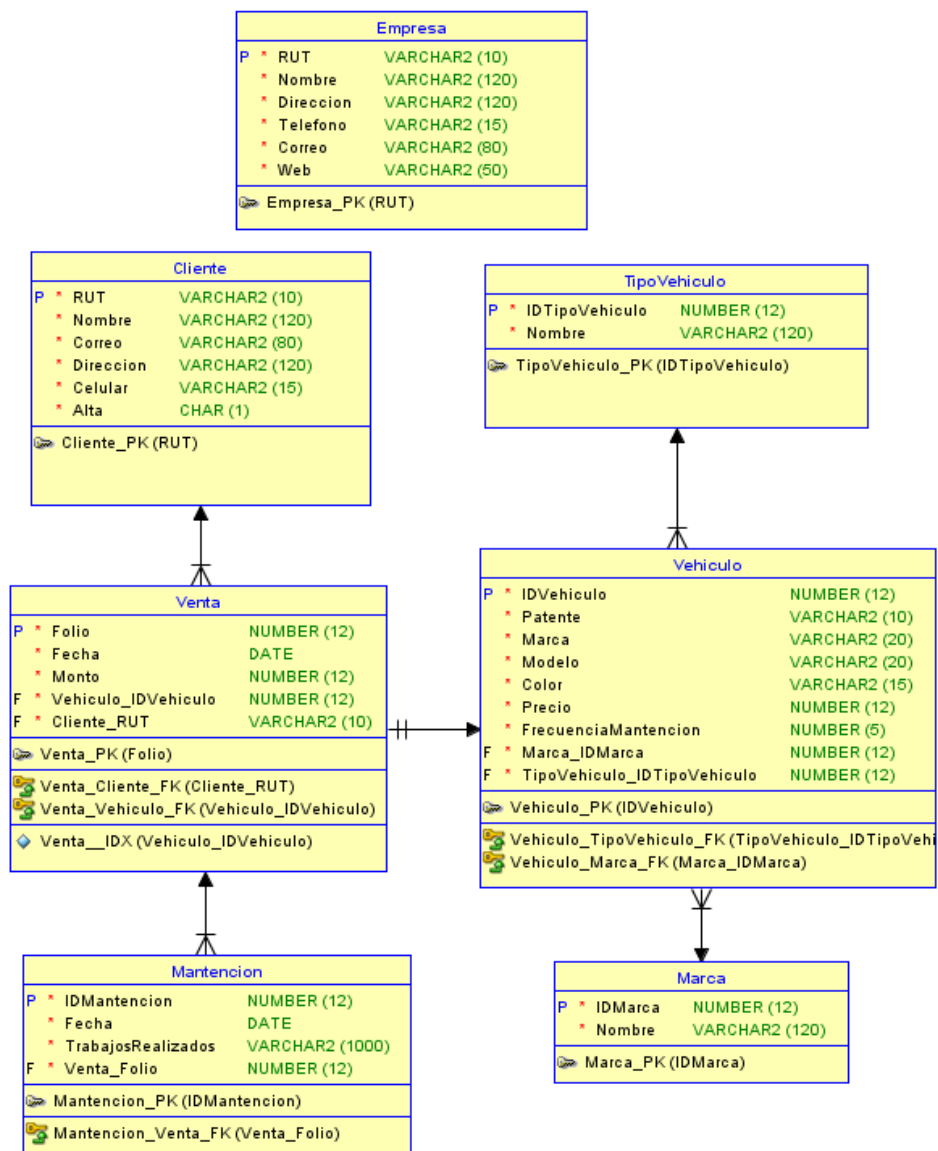 Empresa
P * RUT VARCHAR2 (10)
* Nombre VARCHAR2 (120)
* Direccion VARCHAR2 (120)
* Telefono VARCHAR2 (15)
* Correo VARCHAR2 (80)
* Web VARCHAR2 (50)
Empresa_PK (RUT)
Cliente
P * RUT VARCHAR2 (10)
* Nombre VARCHAR2 (120)
* Correo VARCHAR2 (80)
* Direccion VARCHAR2 (120)
* Celular VARCHAR2 (15)
* Alta CHAR (1)
Cliente_PK (RUT)
TipoVehiculo
P * IDTipoVehiculo NUMBER (12)
* Nombre VARCHAR2 (120)
TipoVehiculo_PK (IDTipoVehiculo)
Venta
P * Folio NUMBER (12)
* Fecha DATE
* Monto NUMBER (12)
F * Vehiculo_IDVehiculo NUMBER (12)
F * Cliente_RUT VARCHAR2 (10)
Venta_PK (Folio)
Venta_Cliente_FK (Cliente_RUT)
Venta_Vehiculo_FK (Vehiculo_IDVehiculo)
Venta__IDX (Vehiculo_IDVehiculo)
Vehiculo
P * IDVehiculo NUMBER (12)
* Patente VARCHAR2 (10)
* Marca VARCHAR2 (20)
* Modelo VARCHAR2 (20)
* Color VARCHAR2 (15)
* Precio NUMBER (12)
* FrecuenciaMantencion NUMBER (5)
F * Marca_IDMarca NUMBER (12)
F * TipoVehiculo_IDTipoVehiculo NUMBER (12)
Vehiculo_PK (IDVehiculo)
Vehiculo_TipoVehiculo_FK (TipoVehiculo_IDTipoVehi
Vehiculo_Marca_FK (Marca_IDMarca)
Mantencion
P * IDMantencion NUMBER (12)
* Fecha DATE
* TrabajosRealizados VARCHAR2 (1000)
F * Venta_Folio NUMBER (12)
Mantencion_PK (IDMantencion)
Mantencion_Venta_FK (Venta_Folio)
Marca
P * IDMarca NUMBER (12)
* Nombre VARCHAR2 (120)
Marca_PK (IDMarca)